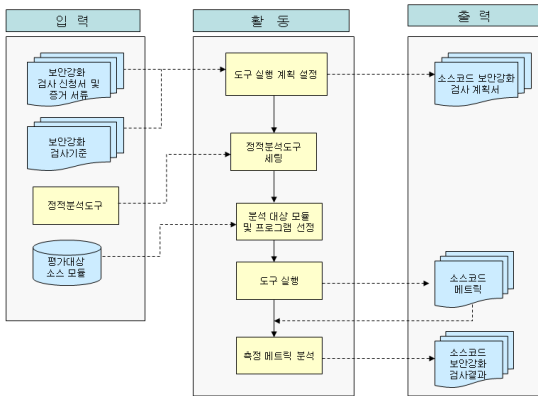 입 력
활 동
출 력
보안강화
검사 신청서 및
증거 서류
보안강화
검사기준
정적분석도구
평가대상
소스 모듈
도구 실행 계획 설정
정적분석도구
세팅
분석 대상 모듈
및 프로그램 선정
도구 실행
측정 메트릭 분석
소스코드 보안강화
검사 계획서
소스코드
메트릭
소스코드
보안강화
검사결과